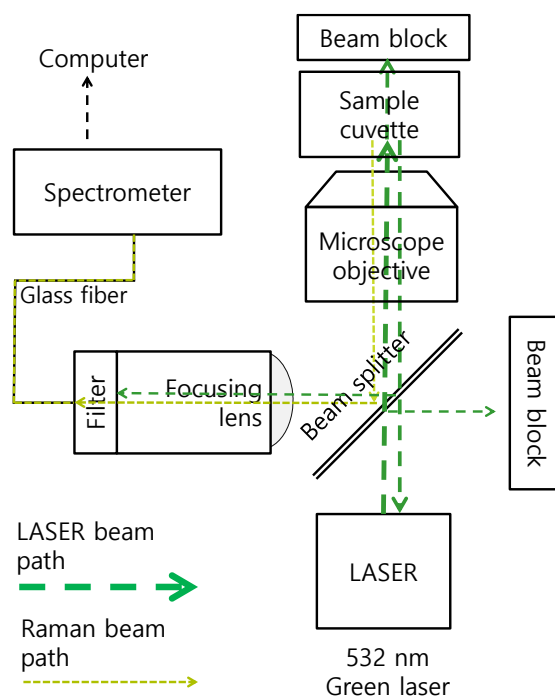 Beam block
Computer
Sample
cuvette
Spectrometer
Microscope
objective
Glass fiber
Beam splitter
Filter
Focusing
lens
Beam
block
LASER beam
path
LASER
Raman beam
path
532 nm
Green laser